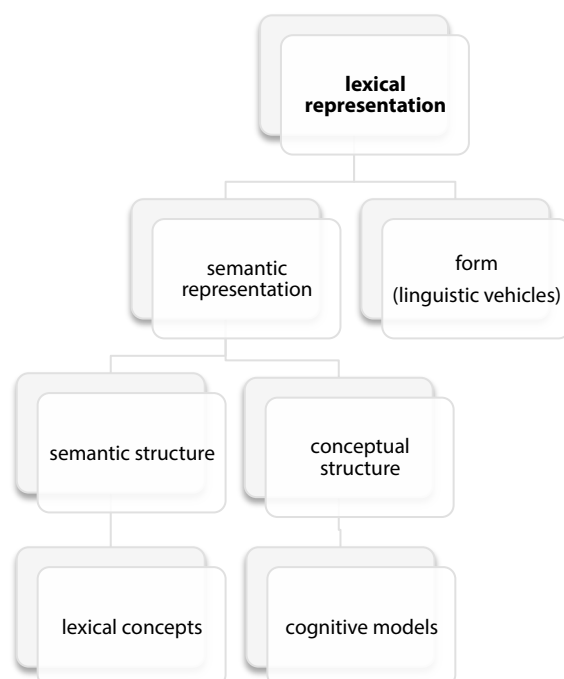 lexical
representation
semantic
representation
form
(linguistic vehicles)
semantic structure
conceptual
structure
lexical concepts
cognitive models